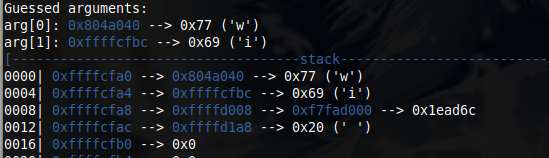 Guessed arguments:
arg[0]: 0x804a040 --> 0x77 ('w')
arg[1]: 0xffffcfbc --> 0x69 ('i')
[------------------------------------stack-----------------------------
0000| 0xffffcfa0 --> 0x804a040 --> 0x77 ('w')
0004| 0xffffcfa4 --> 0xffffcfbc --> 0x69 ('i')
0008| 0xffffcfa8 --> 0xffffd008 --> 0xf7fad000 --> 0x1ead6c
0012| 0xffffcfac --> 0xffffd1a8 --> 0x20 (' ')
0016| 0xffffcfb0 --> 0x0